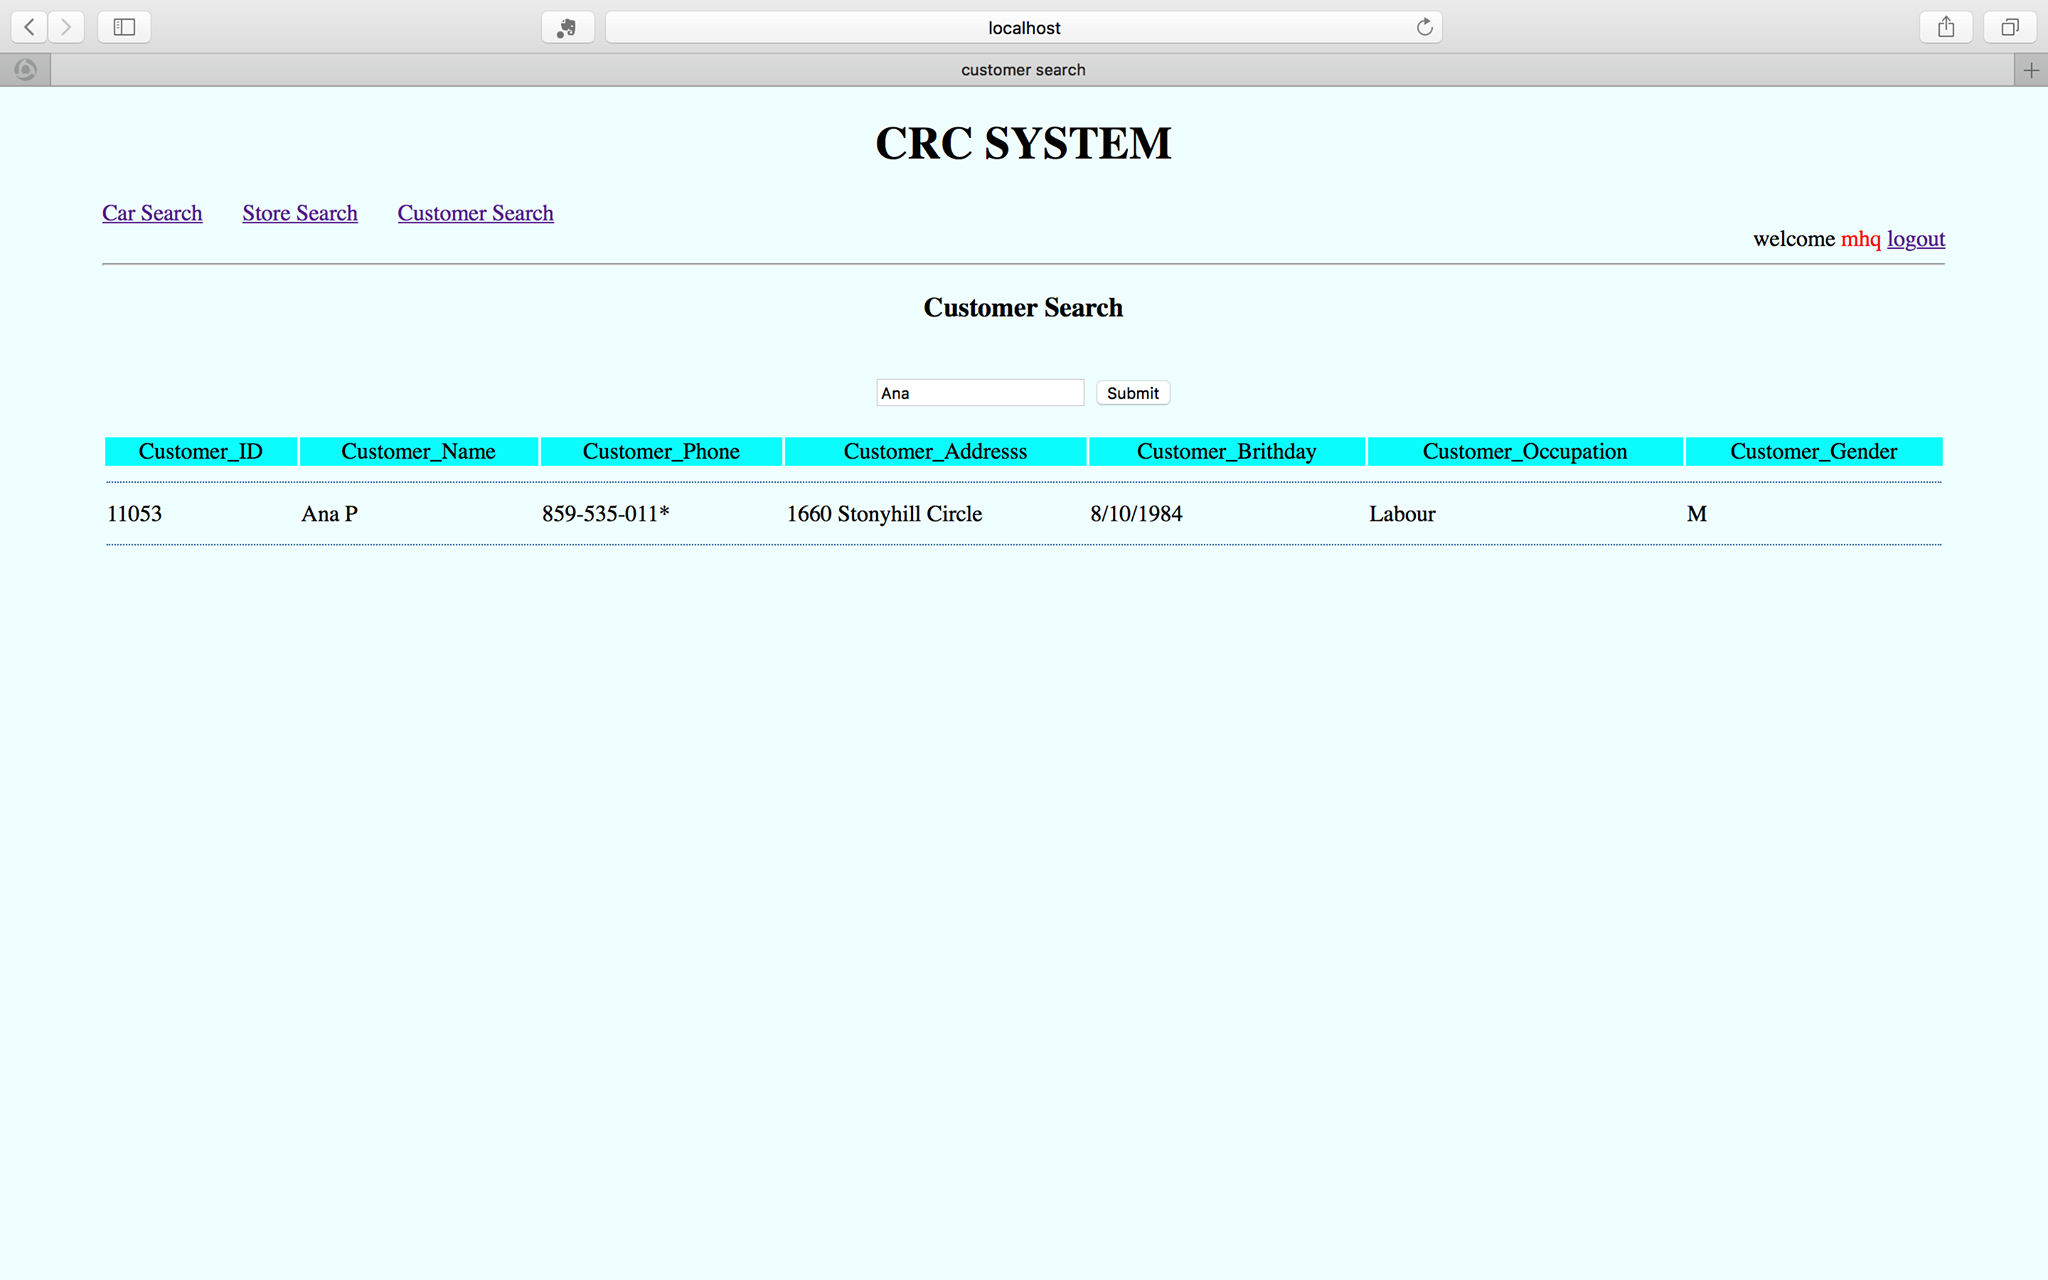 localhost
customer search
CRC SYSTEM
Car Search Store Search Customer Search
welcome mhq logout
Customer Search
Ana Submit
Customer_ID Customer_Name Customer_Phone Customer_Addresss Customer_Brithday Customer_Occupation Customer_Gender
11053 Ana P 859-535-011* 1660 Stonyhill Circle 8/10/1984 Labour M